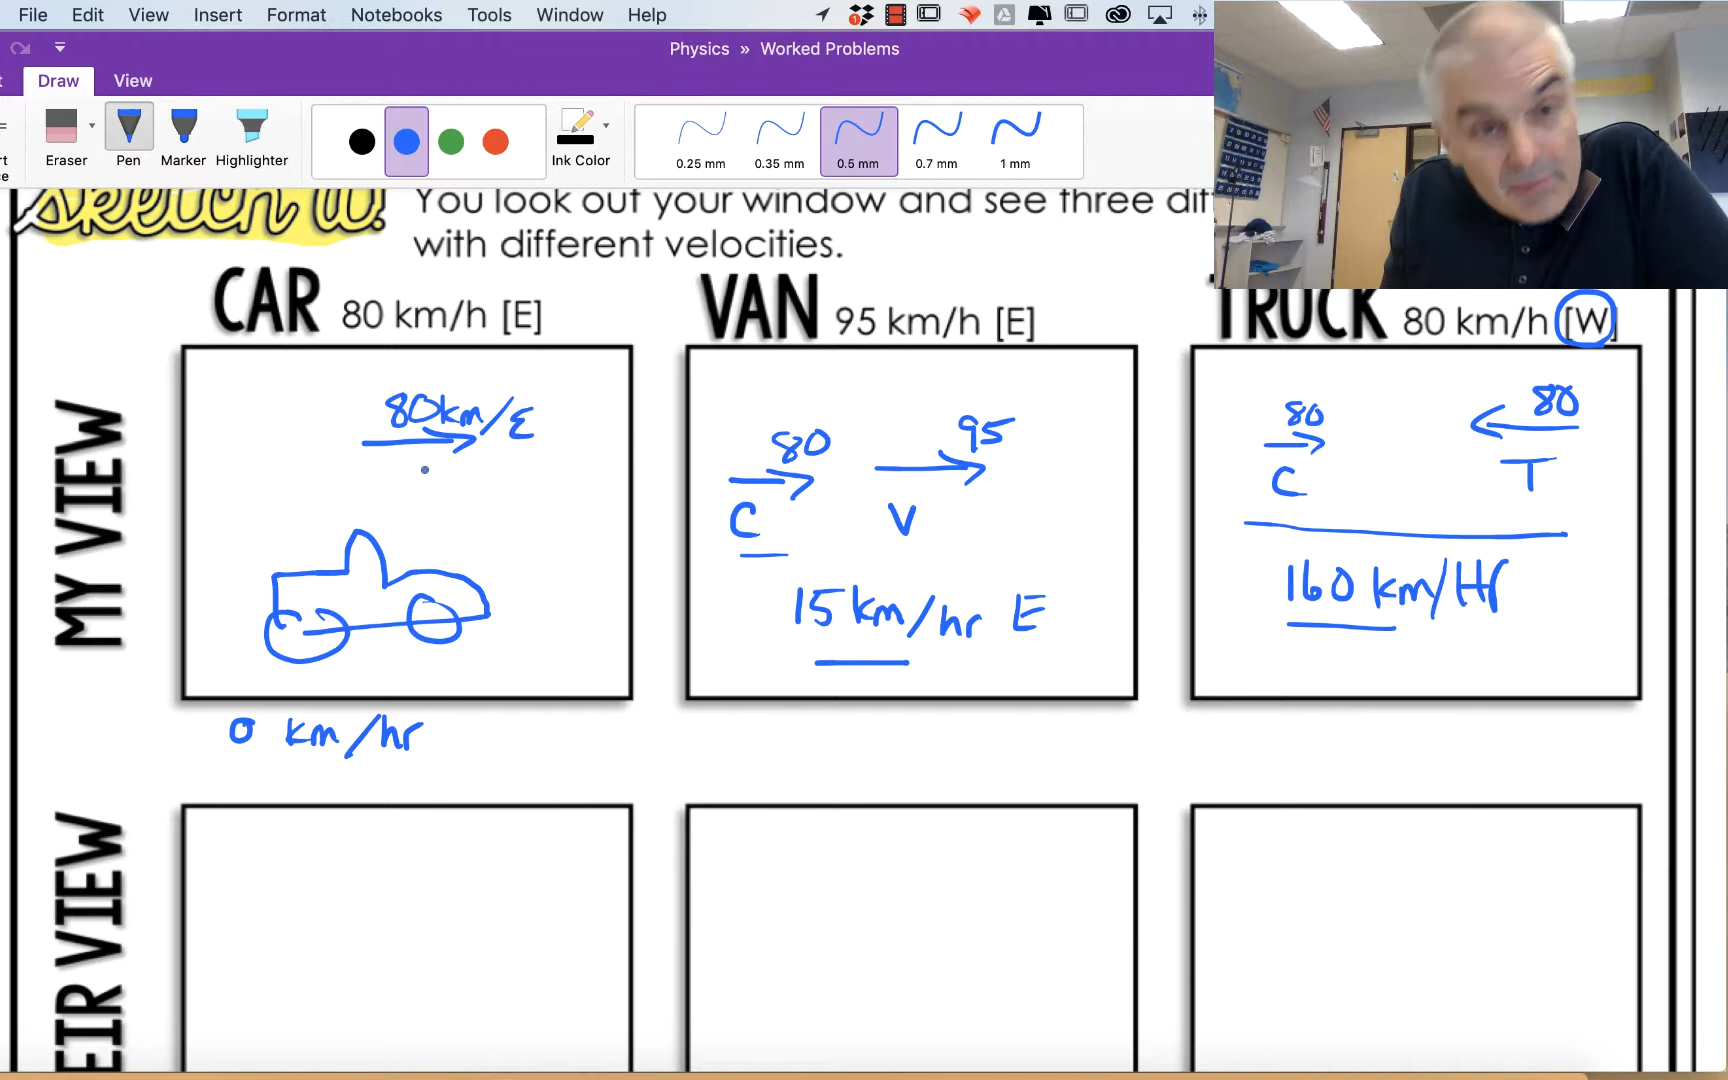 File Edit View Insert Format Notebooks Tools Window Help
Physics » Worked Problems
Draw View
Eraser Pen Marker Highlighter Ink Color 0.25 mm 0.35 mm 0.5 mm 0.7 mm 1 mm
sketch it!
You look out your window and see three dif
with different velocities.
CAR 80 km/h [E]
VAN 95 km/h [E]
TRUCK 80 km/h [W]
MY VIEW
80km/E
80 95
C V
15 km/hr E
80 80
C T
160 km/Hr
0 km/hr
EIR VIEW